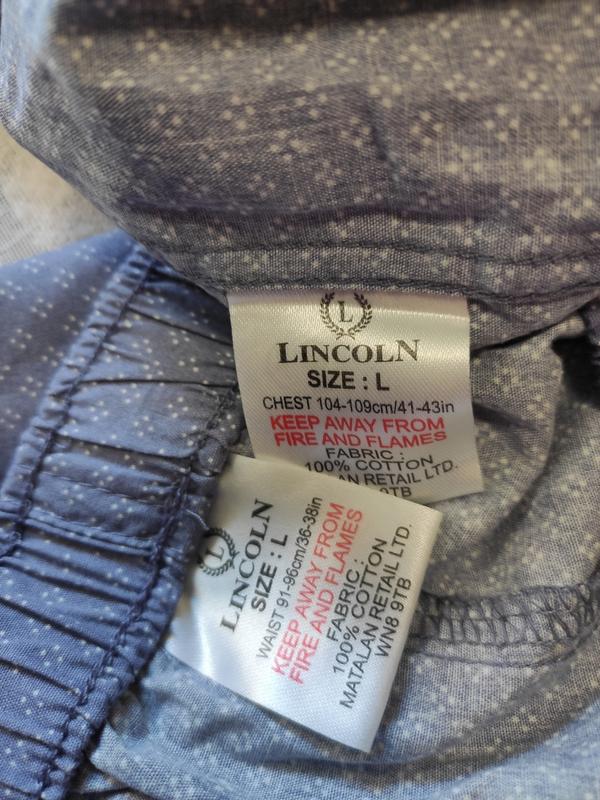 L
LINCOLN
SIZE : L
CHEST 104-109cm/41-43in
KEEP AWAY FROM
FIRE AND FLAMES
FABRIC :
100% COTTON
AN RETAIL LTD.
9TB
L
LINCOLN
SIZE : L
WAIST 91-96cm/36-38in
KEEP AWAY FROM
FIRE AND FLAMES
FABRIC :
100% COTTON
MATALAN RETAIL LTD.
WN8 9TB